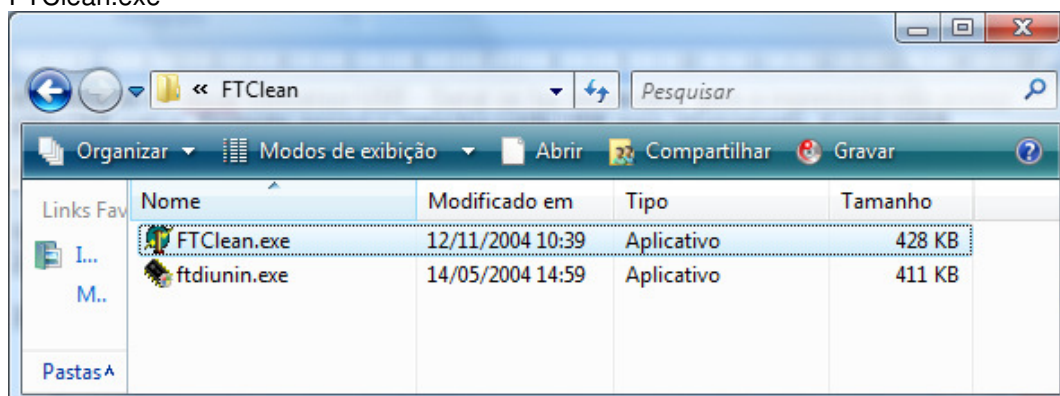 FTClean.exe
« FTClean
Pesquisar
Organizar Modos de exibição Abrir Compartilhar Gravar
Links Fav Nome Modificado em Tipo Tamanho
I... FTClean.exe 12/11/2004 10:39 Aplicativo 428 KB
M.. ftdiunin.exe 14/05/2004 14:59 Aplicativo 411 KB
Pastas